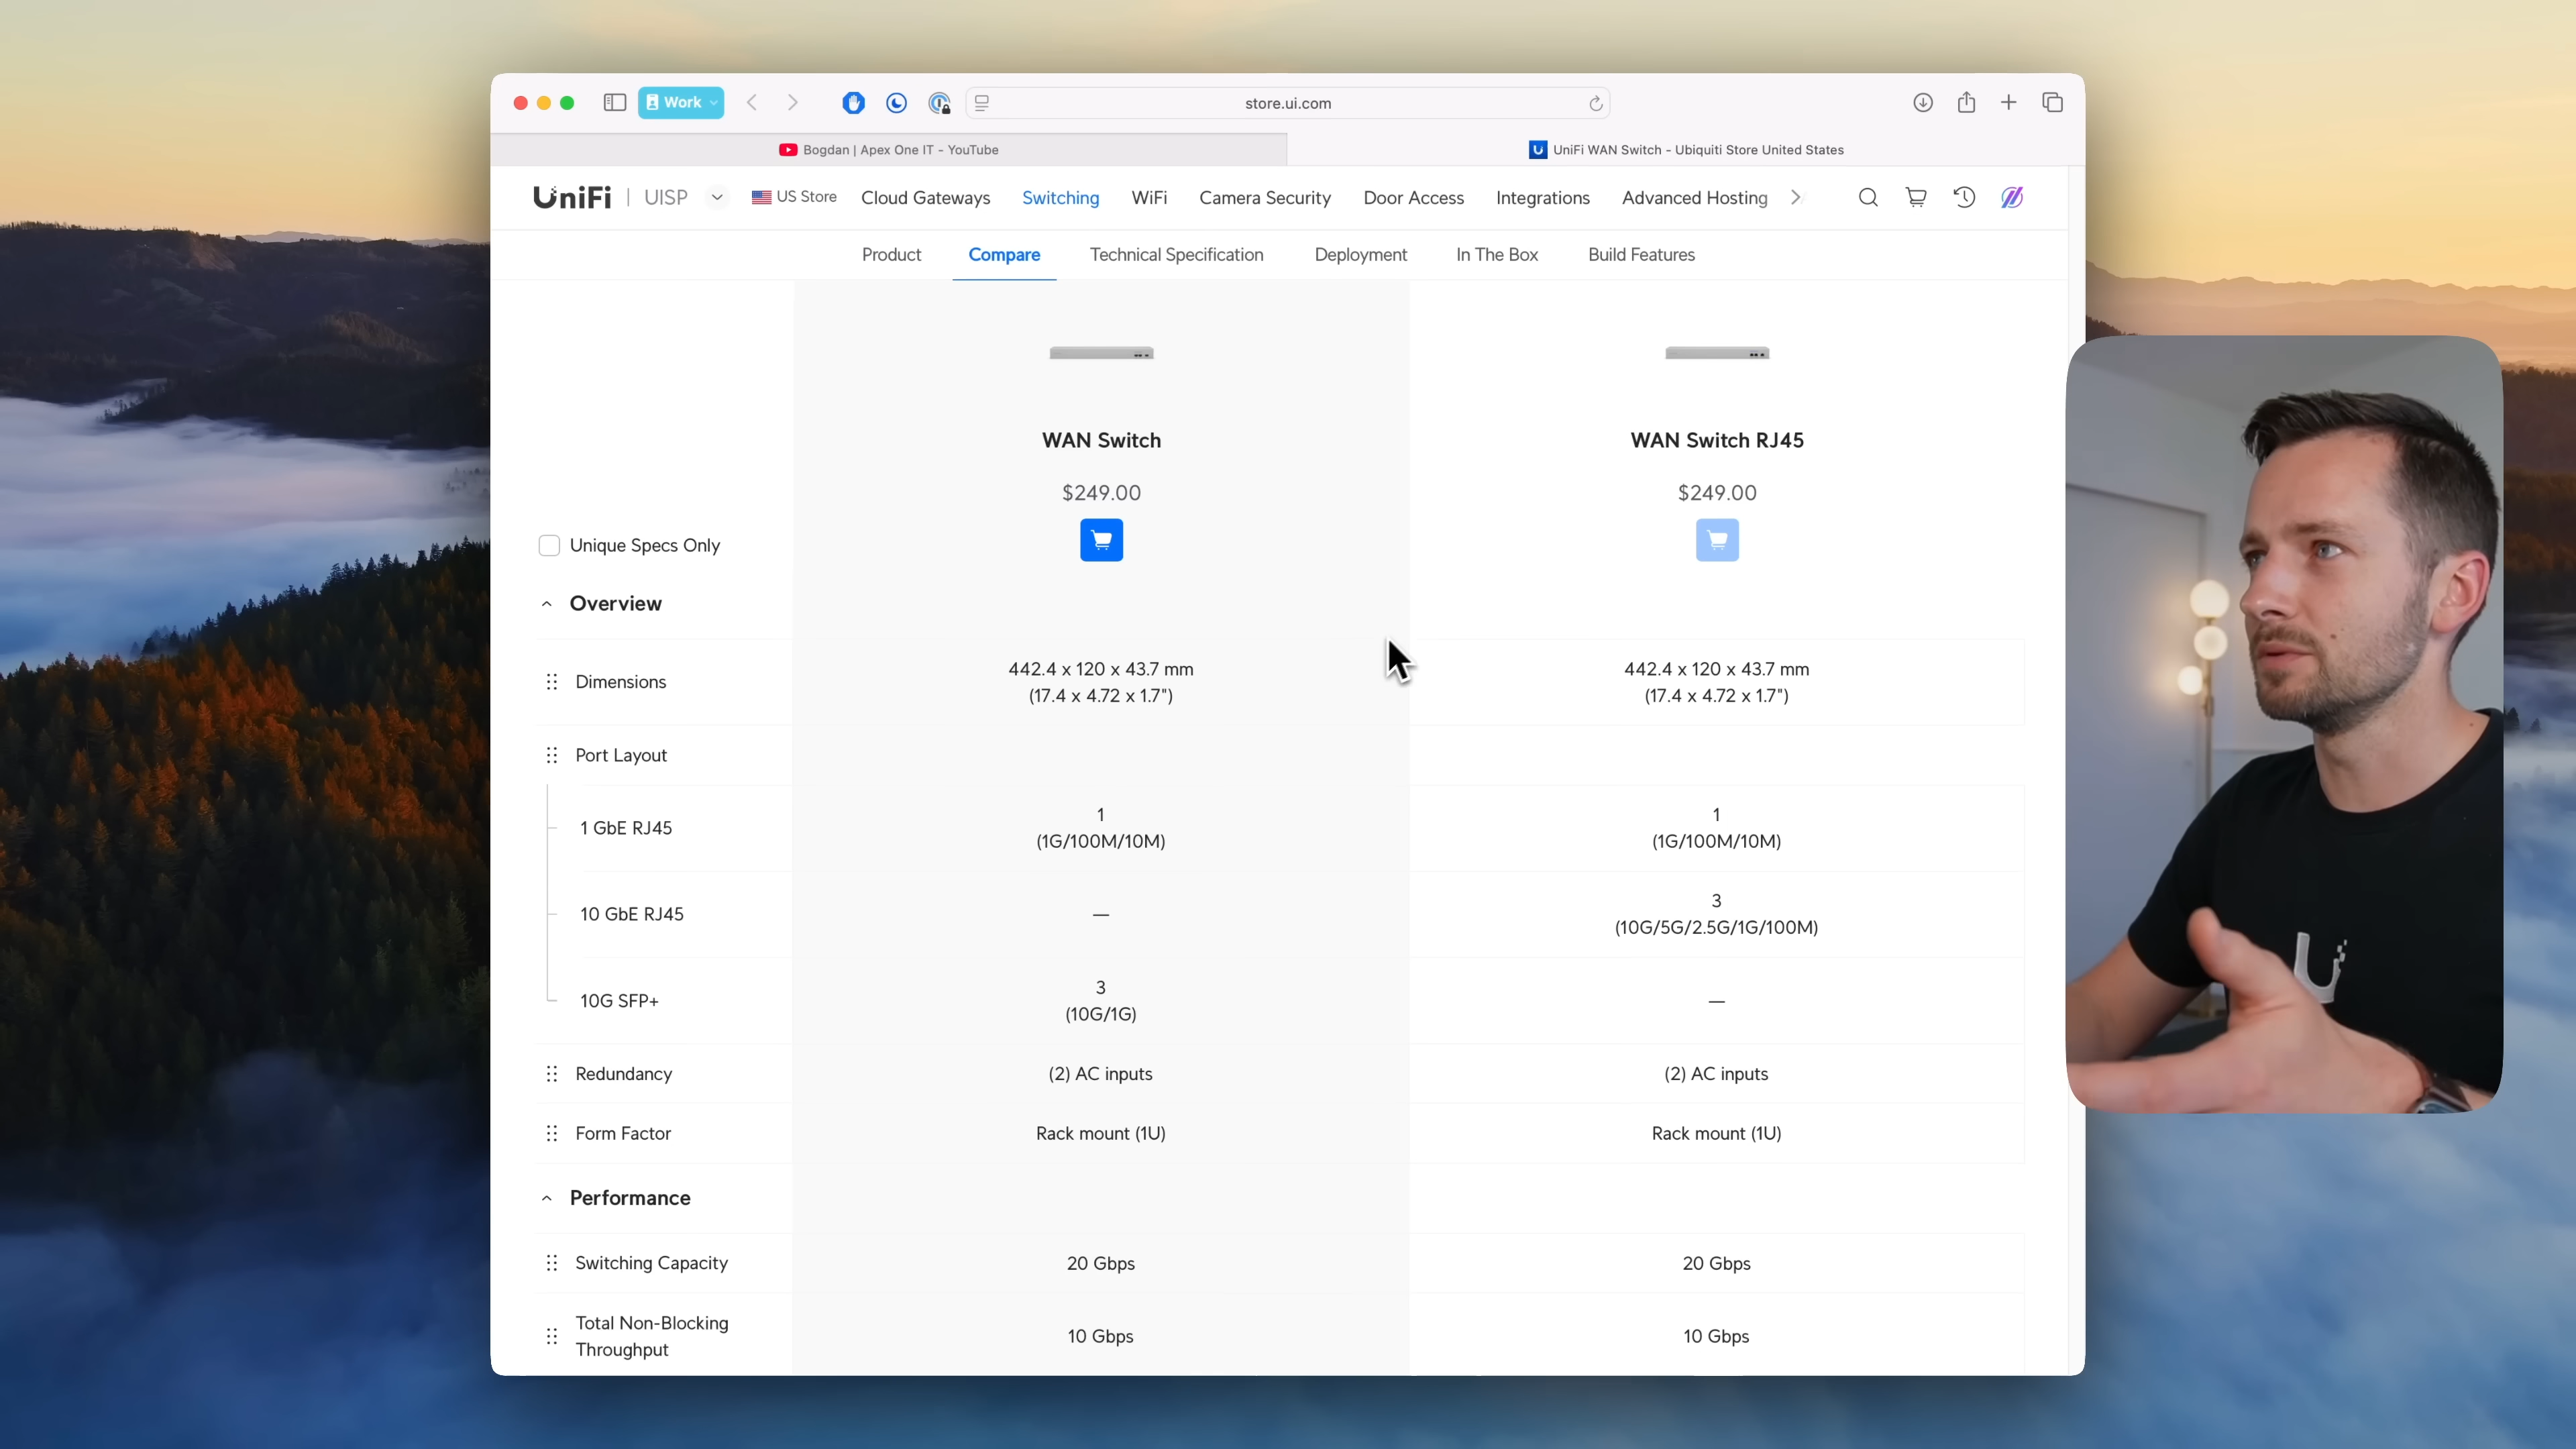 Work
store.ui.com
Bogdan | Apex One IT - YouTube
UniFi WAN Switch - Ubiquiti Store United States
UniFi | UISP
US Store
Cloud Gateways
Switching
WiFi
Camera Security
Door Access
Integrations
Advanced Hosting
Product
Compare
Technical Specification
Deployment
In The Box
Build Features
WAN Switch
WAN Switch RJ45
$249.00
$249.00
Unique Specs Only
Overview
Dimensions
442.4 x 120 x 43.7 mm
(17.4 x 4.72 x 1.7")
442.4 x 120 x 43.7 mm
(17.4 x 4.72 x 1.7")
Port Layout
1 GbE RJ45
1
(1G/100M/10M)
1
(1G/100M/10M)
10 GbE RJ45
—
3
(10G/5G/2.5G/1G/100M)
10G SFP+
3
(10G/1G)
—
Redundancy
(2) AC inputs
(2) AC inputs
Form Factor
Rack mount (1U)
Rack mount (1U)
Performance
Switching Capacity
20 Gbps
20 Gbps
Total Non-Blocking
Throughput
10 Gbps
10 Gbps